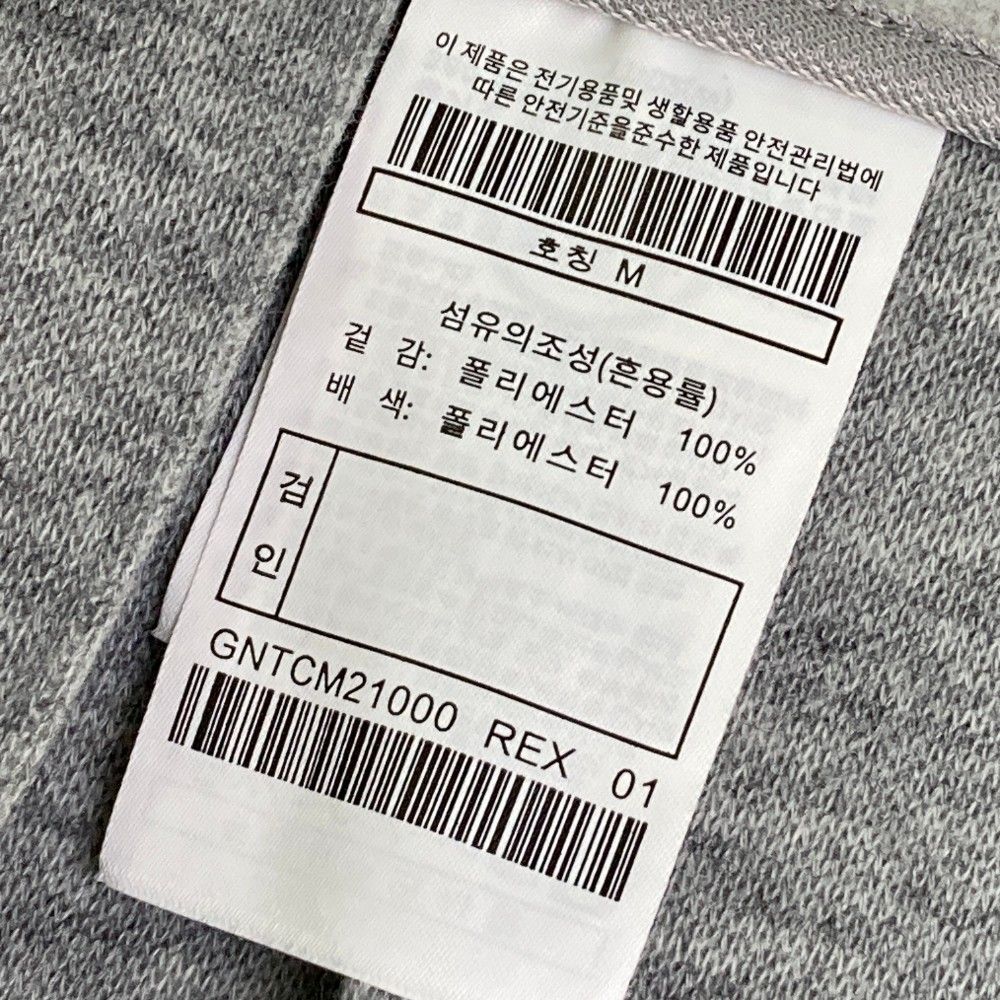 이 제품은 전기용품및 생활용품 안전관리법에
따른 안전기준을준수한 제품입니다
호칭 M
섬유의조성(흔용률)
겉 감: 폴리에스터 100%
배 색: 폴리에스터 100%
검인
GNTCM21000 REX 01